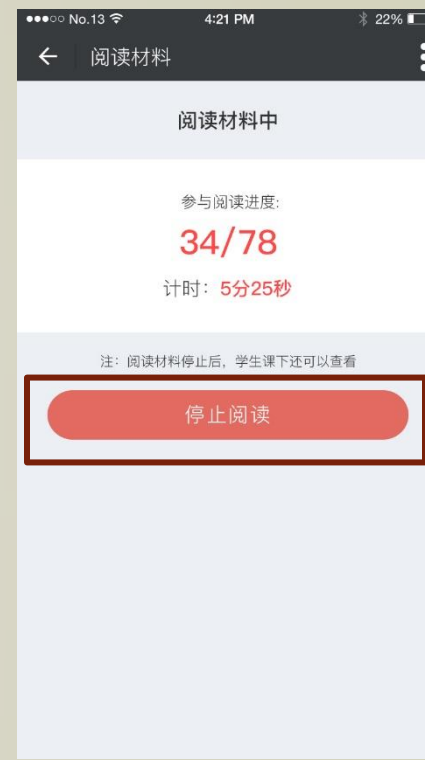 No.13 4:21 PM 22%
阅读材料
阅读材料中
参与阅读进度:
34/78
计时：5分25秒
注：阅读材料停止后，学生课下还可以查看
停止阅读